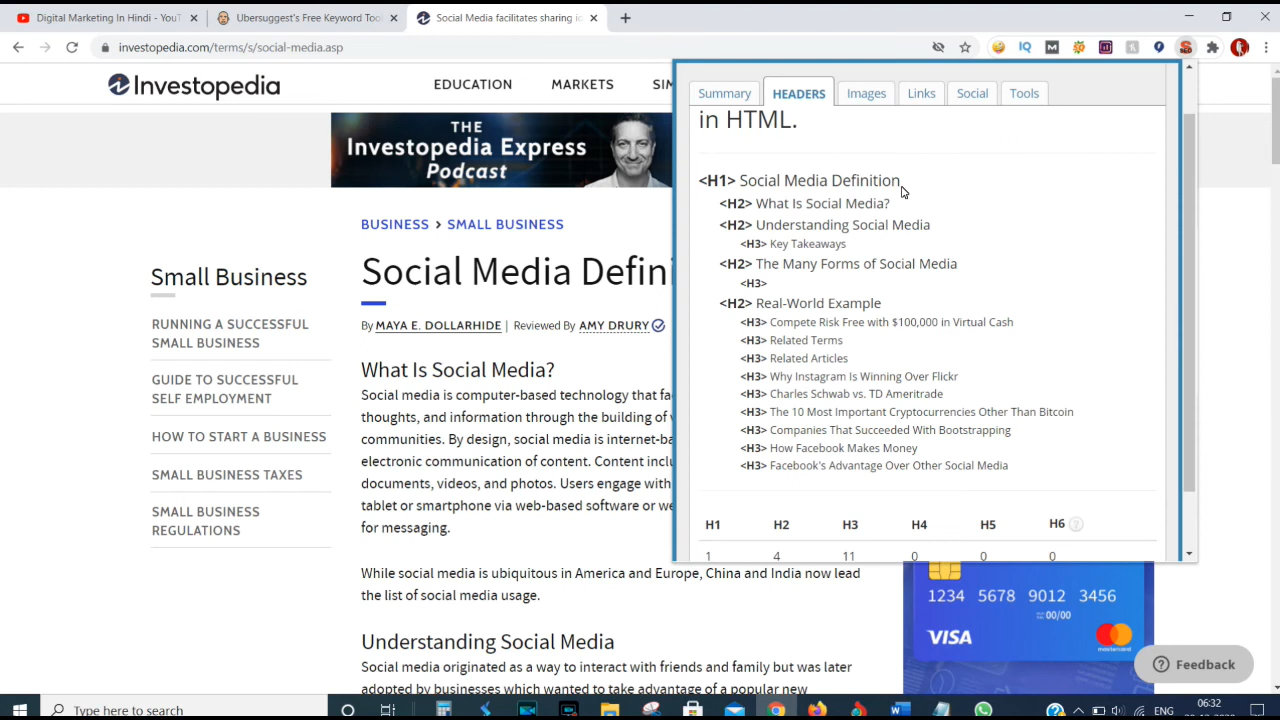 Digital Marketing In Hindi - YouT
Ubersuggest's Free Keyword Too
Social Media facilitates sharing i
investopedia.com/terms/s/social-media.asp
IQ
M
SEO
Investopedia
EDUCATION
MARKETS
SIM
THE
Investopedia Express
Podcast
BUSINESS > SMALL BUSINESS
Small Business
RUNNING A SUCCESSFUL
SMALL BUSINESS
GUIDE TO SUCCESSFUL
SELF EMPLOYMENT
HOW TO START A BUSINESS
SMALL BUSINESS TAXES
SMALL BUSINESS
REGULATIONS
Social Media Defini
By MAYA E. DOLLARHIDE | Reviewed By AMY DRURY
What Is Social Media?
Social media is computer-based technology that fa
thoughts, and information through the building of v
communities. By design, social media is internet-ba
electronic communication of content. Content inclu
documents, videos, and photos. Users engage with
tablet or smartphone via web-based software or we
for messaging.
While social media is ubiquitous in America and Europe, China and India now lead
the list of social media usage.
Understanding Social Media
Social media originated as a way to interact with friends and family but was later
adopted by businesses which wanted to take advantage of a popular new
Summary
HEADERS
Images
Links
Social
Tools
in HTML.
<H1> Social Media Definition
<H2> What Is Social Media?
<H2> Understanding Social Media
<H3> Key Takeaways
<H2> The Many Forms of Social Media
<H3>
<H2> Real-World Example
<H3> Compete Risk Free with $100,000 in Virtual Cash
<H3> Related Terms
<H3> Related Articles
<H3> Why Instagram Is Winning Over Flickr
<H3> Charles Schwab vs. TD Ameritrade
<H3> The 10 Most Important Cryptocurrencies Other Than Bitcoin
<H3> Companies That Succeeded With Bootstrapping
<H3> How Facebook Makes Money
<H3> Facebook's Advantage Over Other Social Media
H1 H2 H3 H4 H5 H6 ?
1 4 11 0 0 0
1234 5678 9012 3456
00/00
VISA
mastercard
Feedback
Type here to search
ENG
06:32